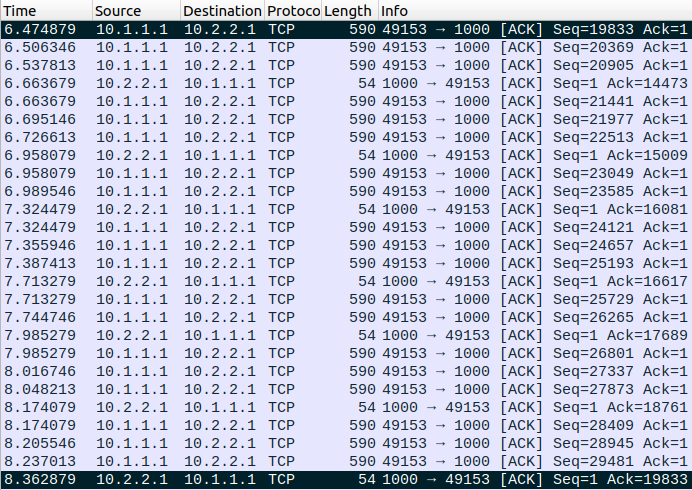 Time Source Destination Protoco Length Info
6.474879 10.1.1.1 10.2.2.1 TCP 590 49153 → 1000 [ACK] Seq=19833 Ack=1
6.506346 10.1.1.1 10.2.2.1 TCP 590 49153 → 1000 [ACK] Seq=20369 Ack=1
6.537813 10.1.1.1 10.2.2.1 TCP 590 49153 → 1000 [ACK] Seq=20905 Ack=1
6.663679 10.2.2.1 10.1.1.1 TCP 54 1000 → 49153 [ACK] Seq=1 Ack=14473
6.663679 10.1.1.1 10.2.2.1 TCP 590 49153 → 1000 [ACK] Seq=21441 Ack=1
6.695146 10.1.1.1 10.2.2.1 TCP 590 49153 → 1000 [ACK] Seq=21977 Ack=1
6.726613 10.1.1.1 10.2.2.1 TCP 590 49153 → 1000 [ACK] Seq=22513 Ack=1
6.958079 10.2.2.1 10.1.1.1 TCP 54 1000 → 49153 [ACK] Seq=1 Ack=15009
6.958079 10.1.1.1 10.2.2.1 TCP 590 49153 → 1000 [ACK] Seq=23049 Ack=1
6.989546 10.1.1.1 10.2.2.1 TCP 590 49153 → 1000 [ACK] Seq=23585 Ack=1
7.324479 10.2.2.1 10.1.1.1 TCP 54 1000 → 49153 [ACK] Seq=1 Ack=16081
7.324479 10.1.1.1 10.2.2.1 TCP 590 49153 → 1000 [ACK] Seq=24121 Ack=1
7.355946 10.1.1.1 10.2.2.1 TCP 590 49153 → 1000 [ACK] Seq=24657 Ack=1
7.387413 10.1.1.1 10.2.2.1 TCP 590 49153 → 1000 [ACK] Seq=25193 Ack=1
7.713279 10.2.2.1 10.1.1.1 TCP 54 1000 → 49153 [ACK] Seq=1 Ack=16617
7.713279 10.1.1.1 10.2.2.1 TCP 590 49153 → 1000 [ACK] Seq=25729 Ack=1
7.744746 10.1.1.1 10.2.2.1 TCP 590 49153 → 1000 [ACK] Seq=26265 Ack=1
7.985279 10.2.2.1 10.1.1.1 TCP 54 1000 → 49153 [ACK] Seq=1 Ack=17689
7.985279 10.1.1.1 10.2.2.1 TCP 590 49153 → 1000 [ACK] Seq=26801 Ack=1
8.016746 10.1.1.1 10.2.2.1 TCP 590 49153 → 1000 [ACK] Seq=27337 Ack=1
8.048213 10.1.1.1 10.2.2.1 TCP 590 49153 → 1000 [ACK] Seq=27873 Ack=1
8.174079 10.2.2.1 10.1.1.1 TCP 54 1000 → 49153 [ACK] Seq=1 Ack=18761
8.174079 10.1.1.1 10.2.2.1 TCP 590 49153 → 1000 [ACK] Seq=28409 Ack=1
8.205546 10.1.1.1 10.2.2.1 TCP 590 49153 → 1000 [ACK] Seq=28945 Ack=1
8.237013 10.1.1.1 10.2.2.1 TCP 590 49153 → 1000 [ACK] Seq=29481 Ack=1
8.362879 10.2.2.1 10.1.1.1 TCP 54 1000 → 49153 [ACK] Seq=1 Ack=19833